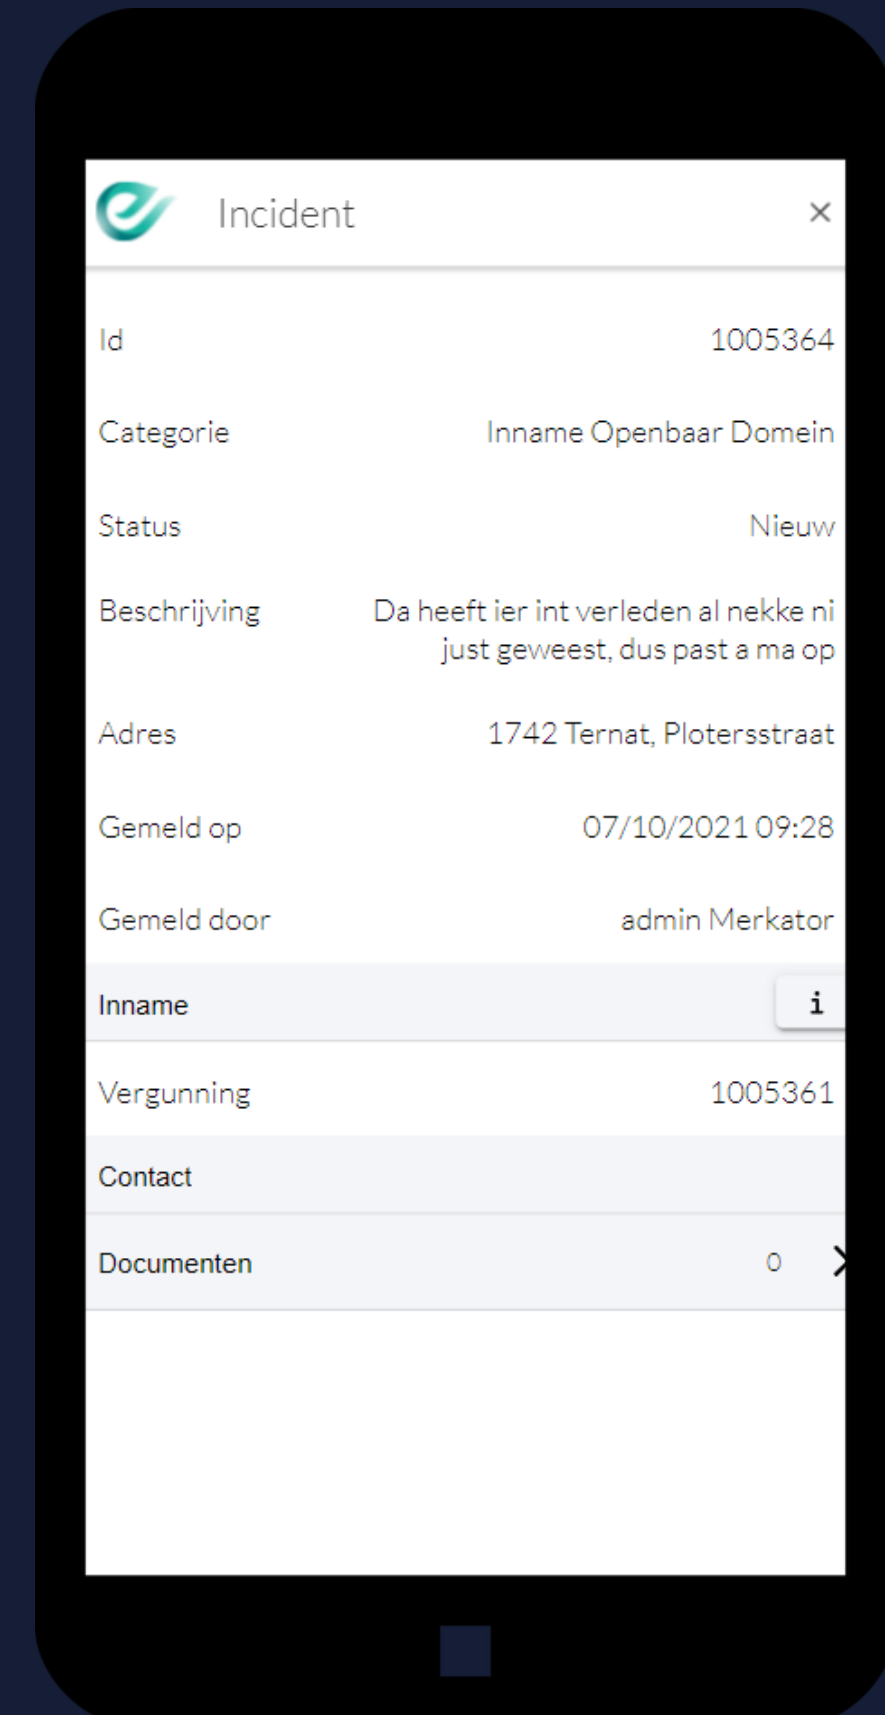 Incident ×
Id 1005364
Categorie Inname Openbaar Domein
Status Nieuw
Beschrijving Da heeft ier int verleden al nekke ni
just geweest, dus past a ma op
Adres 1742 Ternat, Plotersstraat
Gemeld op 07/10/2021 09:28
Gemeld door admin Merkator
Inname i
Vergunning 1005361
Contact
Documenten 0